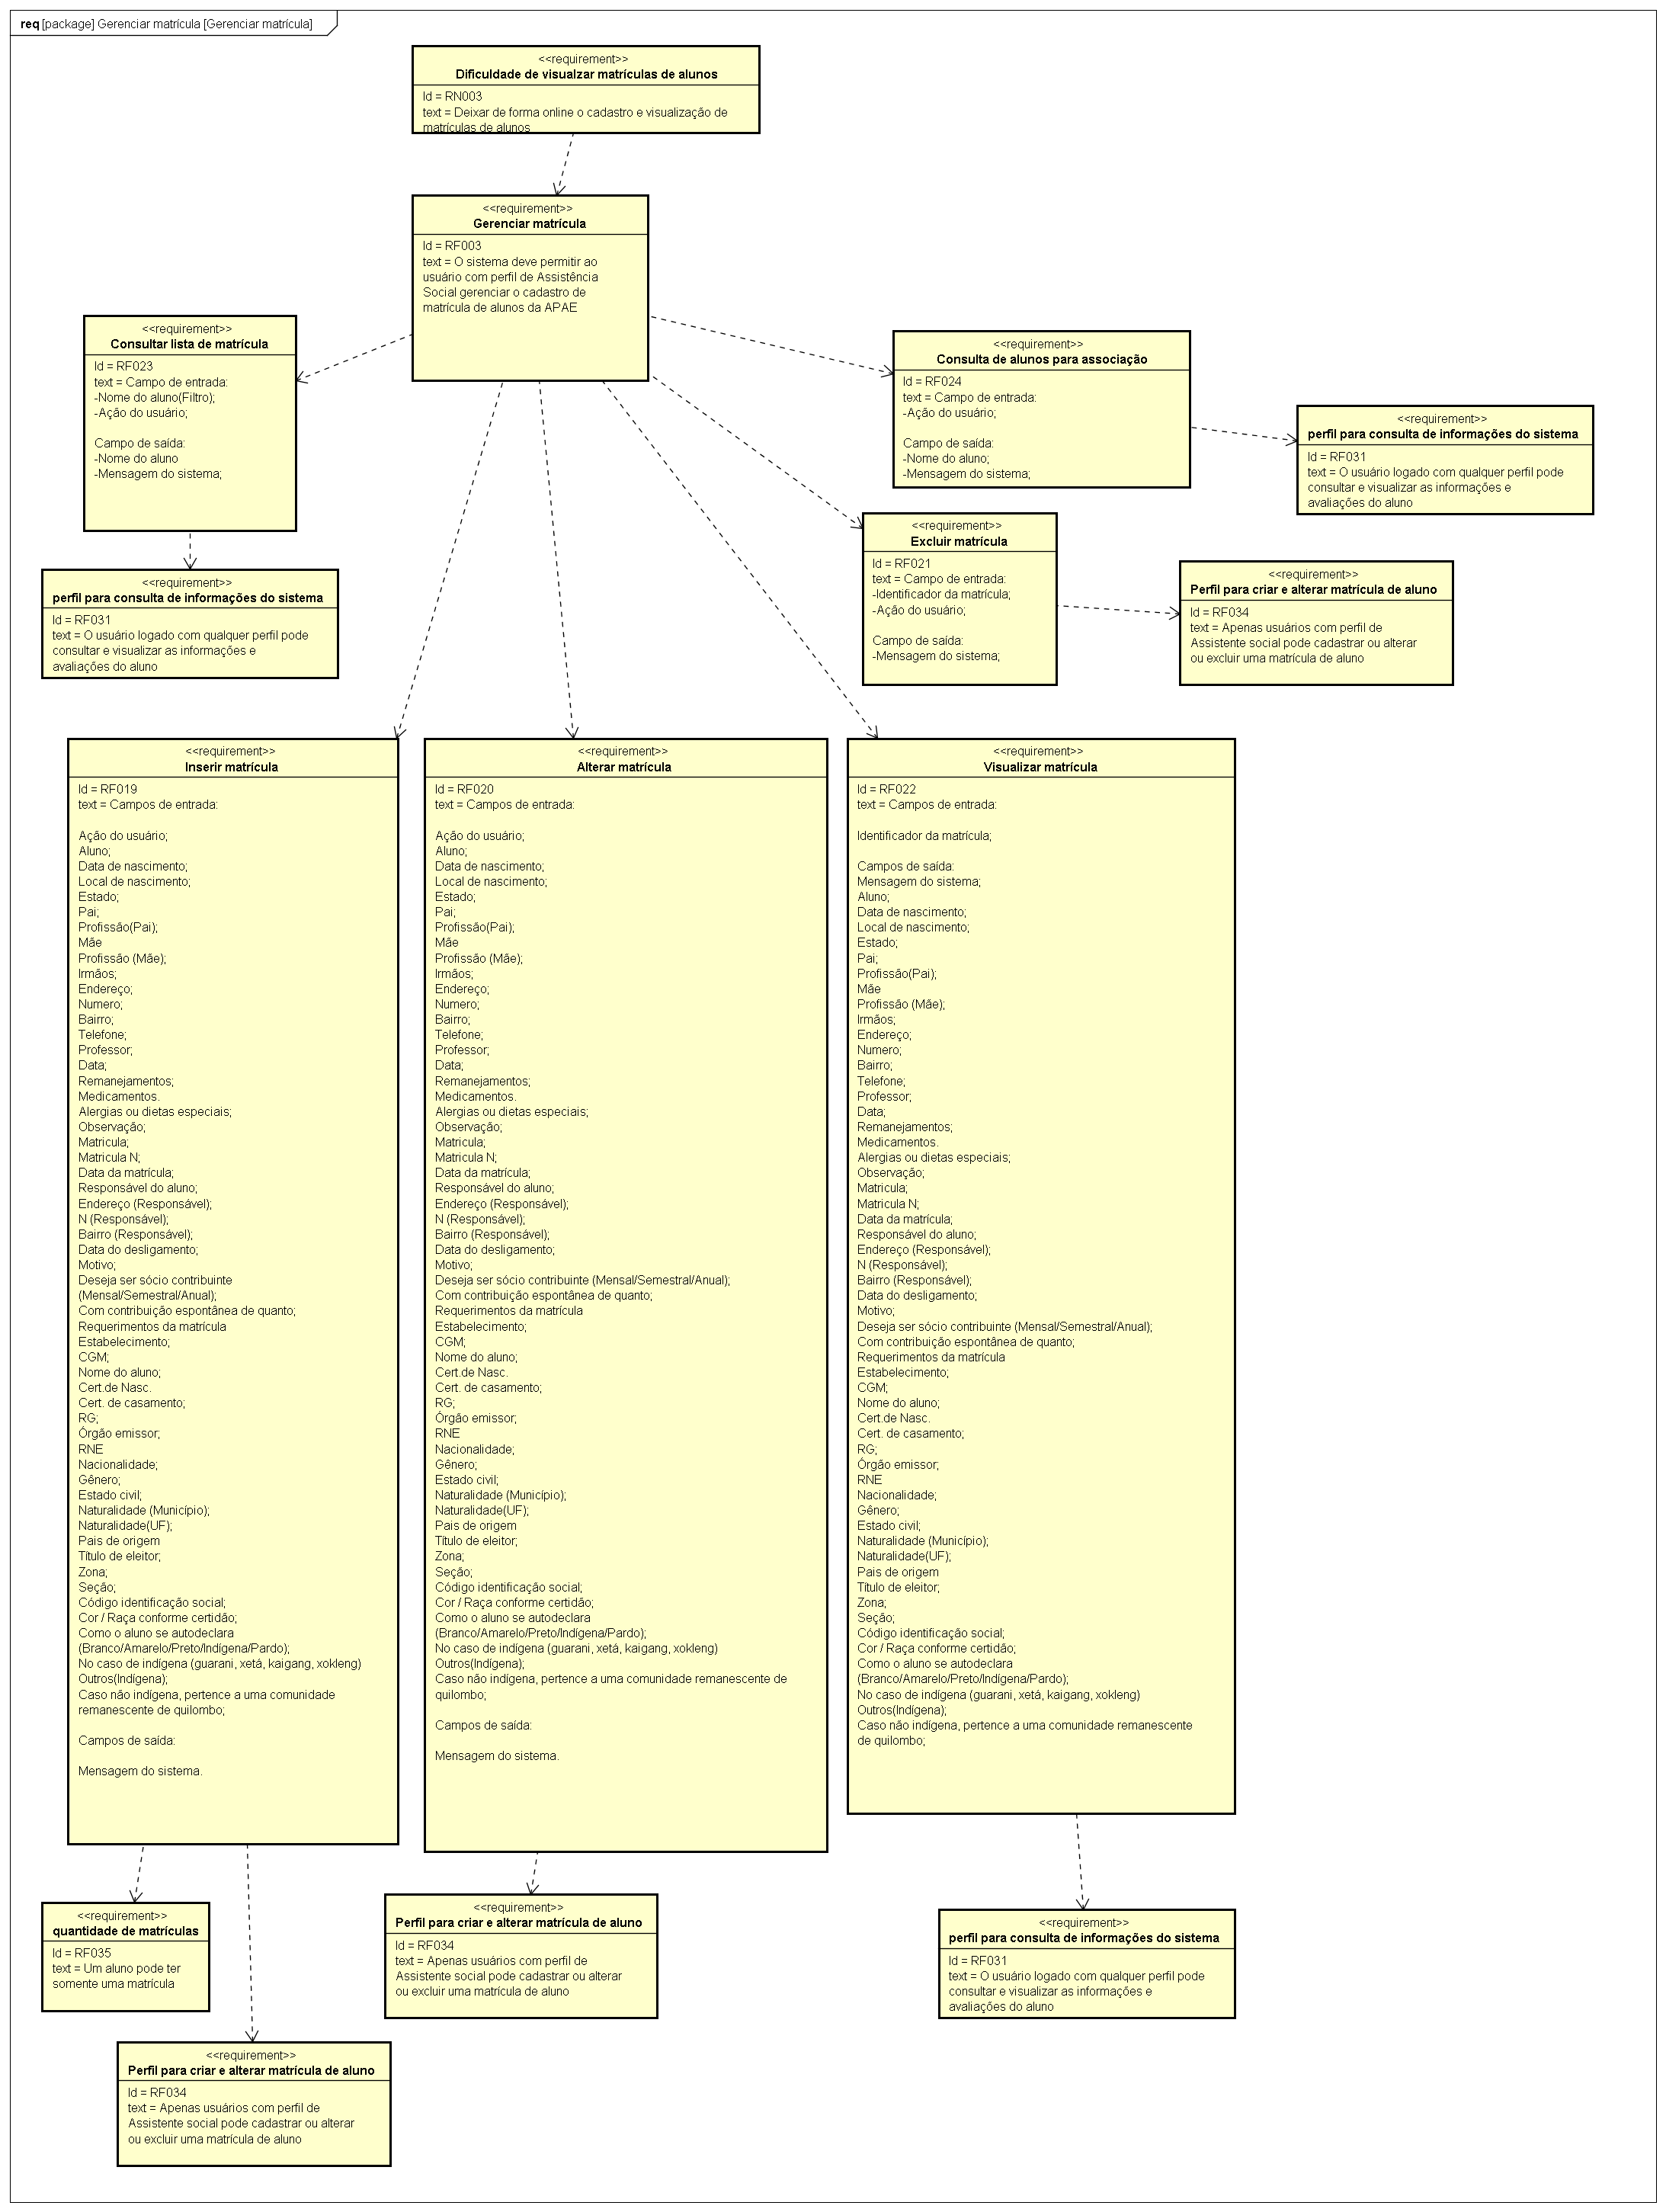 req [package] Gerenciar matrícula [Gerenciar matrícula]
<<requirement>>
Dificuldade de visualzar matrículas de alunos
Id = RN003
text = Deixar de forma online o cadastro e visualização de
matrículas de alunos
<<requirement>>
Gerenciar matrícula
Id = RF003
text = O sistema deve permitir ao
usuário com perfil de Assistência
Social gerenciar o cadastro de
matrícula de alunos da APAE
<<requirement>>
Consultar lista de matrícula
Id = RF023
text = Campo de entrada:
-Nome do aluno(Filtro);
-Ação do usuário;
Campo de saída:
-Nome do aluno
-Mensagem do sistema;
<<requirement>>
Consulta de alunos para associação
Id = RF024
text = Campo de entrada:
-Ação do usuário;
Campo de saída:
-Nome do aluno;
-Mensagem do sistema;
<<requirement>>
perfil para consulta de informações do sistema
Id = RF031
text = O usuário logado com qualquer perfil pode
consultar e visualizar as informações e
avaliações do aluno
<<requirement>>
Excluir matrícula
Id = RF021
text = Campo de entrada:
-Identificador da matrícula;
-Ação do usuário;
Campo de saída:
-Mensagem do sistema;
<<requirement>>
Perfil para criar e alterar matrícula de aluno
Id = RF034
text = Apenas usuários com perfil de
Assistente social pode cadastrar ou alterar
ou excluir uma matrícula de aluno
<<requirement>>
perfil para consulta de informações do sistema
Id = RF031
text = O usuário logado com qualquer perfil pode
consultar e visualizar as informações e
avaliações do aluno
<<requirement>>
Inserir matrícula
Id = RF019
text = Campos de entrada:
Ação do usuário;
Aluno;
Data de nascimento;
Local de nascimento;
Estado;
Pai;
Profissão(Pai);
Mãe
Profissão (Mãe);
Irmãos;
Endereço;
Numero;
Bairro;
Telefone;
Professor;
Data;
Remanejamentos;
Medicamentos.
Alergias ou dietas especiais;
Observação;
Matricula;
Matricula N;
Data da matrícula;
Responsável do aluno;
Endereço (Responsável);
N (Responsável);
Bairro (Responsável);
Data do desligamento;
Motivo;
Deseja ser sócio contribuinte
(Mensal/Semestral/Anual);
Com contribuição espontânea de quanto;
Requerimentos da matrícula
Estabelecimento;
CGM;
Nome do aluno;
Cert.de Nasc.
Cert. de casamento;
RG;
Órgão emissor;
RNE
Nacionalidade;
Gênero;
Estado civil;
Naturalidade (Município);
Naturalidade(UF);
Pais de origem
Título de eleitor;
Zona;
Seção;
Código identificação social;
Cor / Raça conforme certidão;
Como o aluno se autodeclara
(Branco/Amarelo/Preto/Indígena/Pardo);
No caso de indígena (guarani, xetá, kaigang, xokleng)
Outros(Indígena);
Caso não indígena, pertence a uma comunidade
remanescente de quilombo;
Campos de saída:
Mensagem do sistema.
<<requirement>>
Alterar matrícula
Id = RF020
text = Campos de entrada:
Ação do usuário;
Aluno;
Data de nascimento;
Local de nascimento;
Estado;
Pai;
Profissão(Pai);
Mãe
Profissão (Mãe);
Irmãos;
Endereço;
Numero;
Bairro;
Telefone;
Professor;
Data;
Remanejamentos;
Medicamentos.
Alergias ou dietas especiais;
Observação;
Matricula;
Matricula N;
Data da matrícula;
Responsável do aluno;
Endereço (Responsável);
N (Responsável);
Bairro (Responsável);
Data do desligamento;
Motivo;
Deseja ser sócio contribuinte (Mensal/Semestral/Anual);
Com contribuição espontânea de quanto;
Requerimentos da matrícula
Estabelecimento;
CGM;
Nome do aluno;
Cert.de Nasc.
Cert. de casamento;
RG;
Órgão emissor;
RNE
Nacionalidade;
Gênero;
Estado civil;
Naturalidade (Município);
Naturalidade(UF);
Pais de origem
Título de eleitor;
Zona;
Seção;
Código identificação social;
Cor / Raça conforme certidão;
Como o aluno se autodeclara
(Branco/Amarelo/Preto/Indígena/Pardo);
No caso de indígena (guarani, xetá, kaigang, xokleng)
Outros(Indígena);
Caso não indígena, pertence a uma comunidade remanescente de
quilombo;
Campos de saída:
Mensagem do sistema.
<<requirement>>
Visualizar matrícula
Id = RF022
text = Campos de entrada:
Identificador da matrícula;
Campos de saída:
Mensagem do sistema;
Aluno;
Data de nascimento;
Local de nascimento;
Estado;
Pai;
Profissão(Pai);
Mãe
Profissão (Mãe);
Irmãos;
Endereço;
Numero;
Bairro;
Telefone;
Professor;
Data;
Remanejamentos;
Medicamentos.
Alergias ou dietas especiais;
Observação;
Matricula;
Matricula N;
Data da matrícula;
Responsável do aluno;
Endereço (Responsável);
N (Responsável);
Bairro (Responsável);
Data do desligamento;
Motivo;
Deseja ser sócio contribuinte (Mensal/Semestral/Anual);
Com contribuição espontânea de quanto;
Requerimentos da matrícula
Estabelecimento;
CGM;
Nome do aluno;
Cert.de Nasc.
Cert. de casamento;
RG;
Órgão emissor;
RNE
Nacionalidade;
Gênero;
Estado civil;
Naturalidade (Município);
Naturalidade(UF);
Pais de origem
Título de eleitor;
Zona;
Seção;
Código identificação social;
Cor / Raça conforme certidão;
Como o aluno se autodeclara
(Branco/Amarelo/Preto/Indígena/Pardo);
No caso de indígena (guarani, xetá, kaigang, xokleng)
Outros(Indígena);
Caso não indígena, pertence a uma comunidade remanescente
de quilombo;
<<requirement>>
quantidade de matrículas
Id = RF035
text = Um aluno pode ter
somente uma matrícula
<<requirement>>
Perfil para criar e alterar matrícula de aluno
Id = RF034
text = Apenas usuários com perfil de
Assistente social pode cadastrar ou alterar
ou excluir uma matrícula de aluno
<<requirement>>
perfil para consulta de informações do sistema
Id = RF031
text = O usuário logado com qualquer perfil pode
consultar e visualizar as informações e
avaliações do aluno
<<requirement>>
Perfil para criar e alterar matrícula de aluno
Id = RF034
text = Apenas usuários com perfil de
Assistente social pode cadastrar ou alterar
ou excluir uma matrícula de aluno